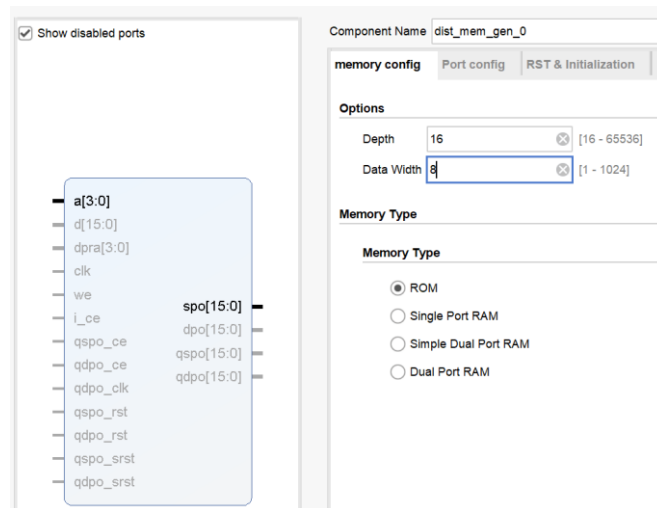 Show disabled ports
a[3:0]
d[15:0]
dpra[3:0]
clk
we
i_ce
qspo_ce
qdpo_ce
qdpo_clk
qspo_rst
qdpo_rst
qspo_srst
qdpo_srst
spo[15:0]
dpo[15:0]
qspo[15:0]
qdpo[15:0]
Component Name dist_mem_gen_0
memory config Port config RST & Initialization
Options
Depth 16 [16 - 65536]
Data Width 8 [1 - 1024]
Memory Type
Memory Type
ROM
Single Port RAM
Simple Dual Port RAM
Dual Port RAM